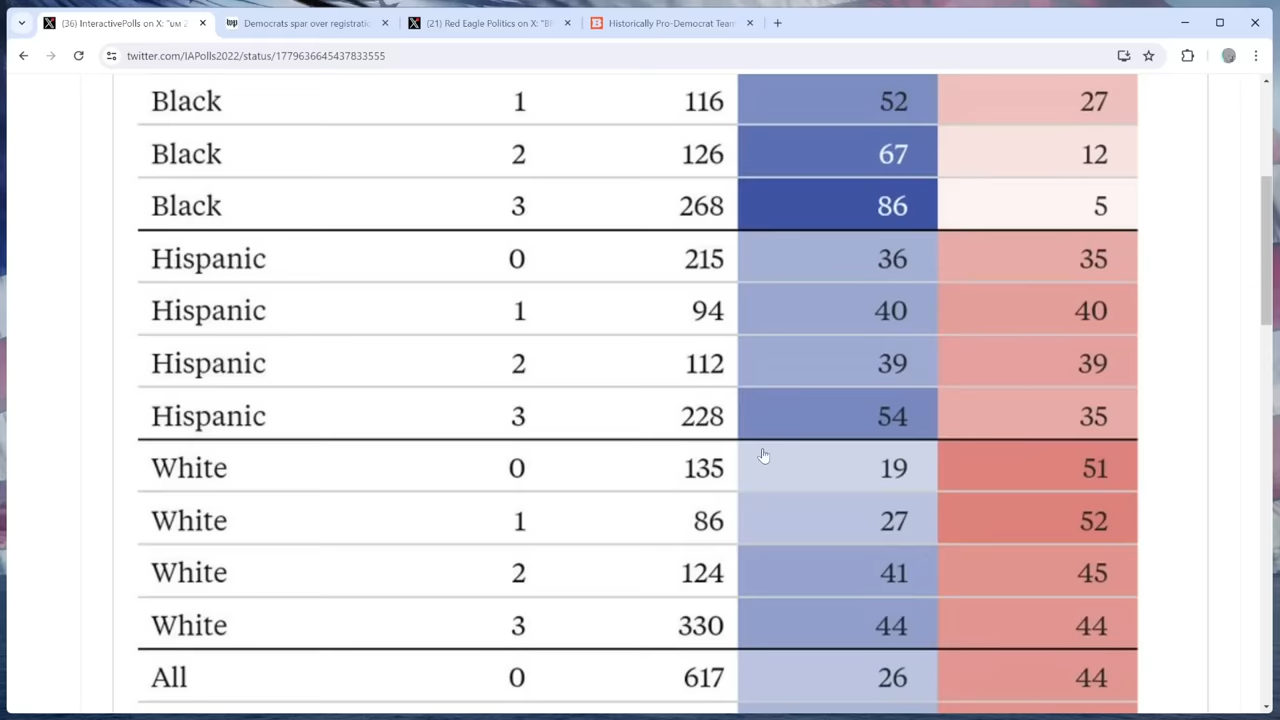 (36) InteractivePolls on X: "ᴜᴍ 2
Democrats spar over registratic
(21) Red Eagle Politics on X: "BI
Historically Pro-Democrat Team
twitter.com/IAPolls2022/status/1779636645437833555
Black 1 116 52 27
Black 2 126 67 12
Black 3 268 86 5
Hispanic 0 215 36 35
Hispanic 1 94 40 40
Hispanic 2 112 39 39
Hispanic 3 228 54 35
White 0 135 19 51
White 1 86 27 52
White 2 124 41 45
White 3 330 44 44
All 0 617 26 44